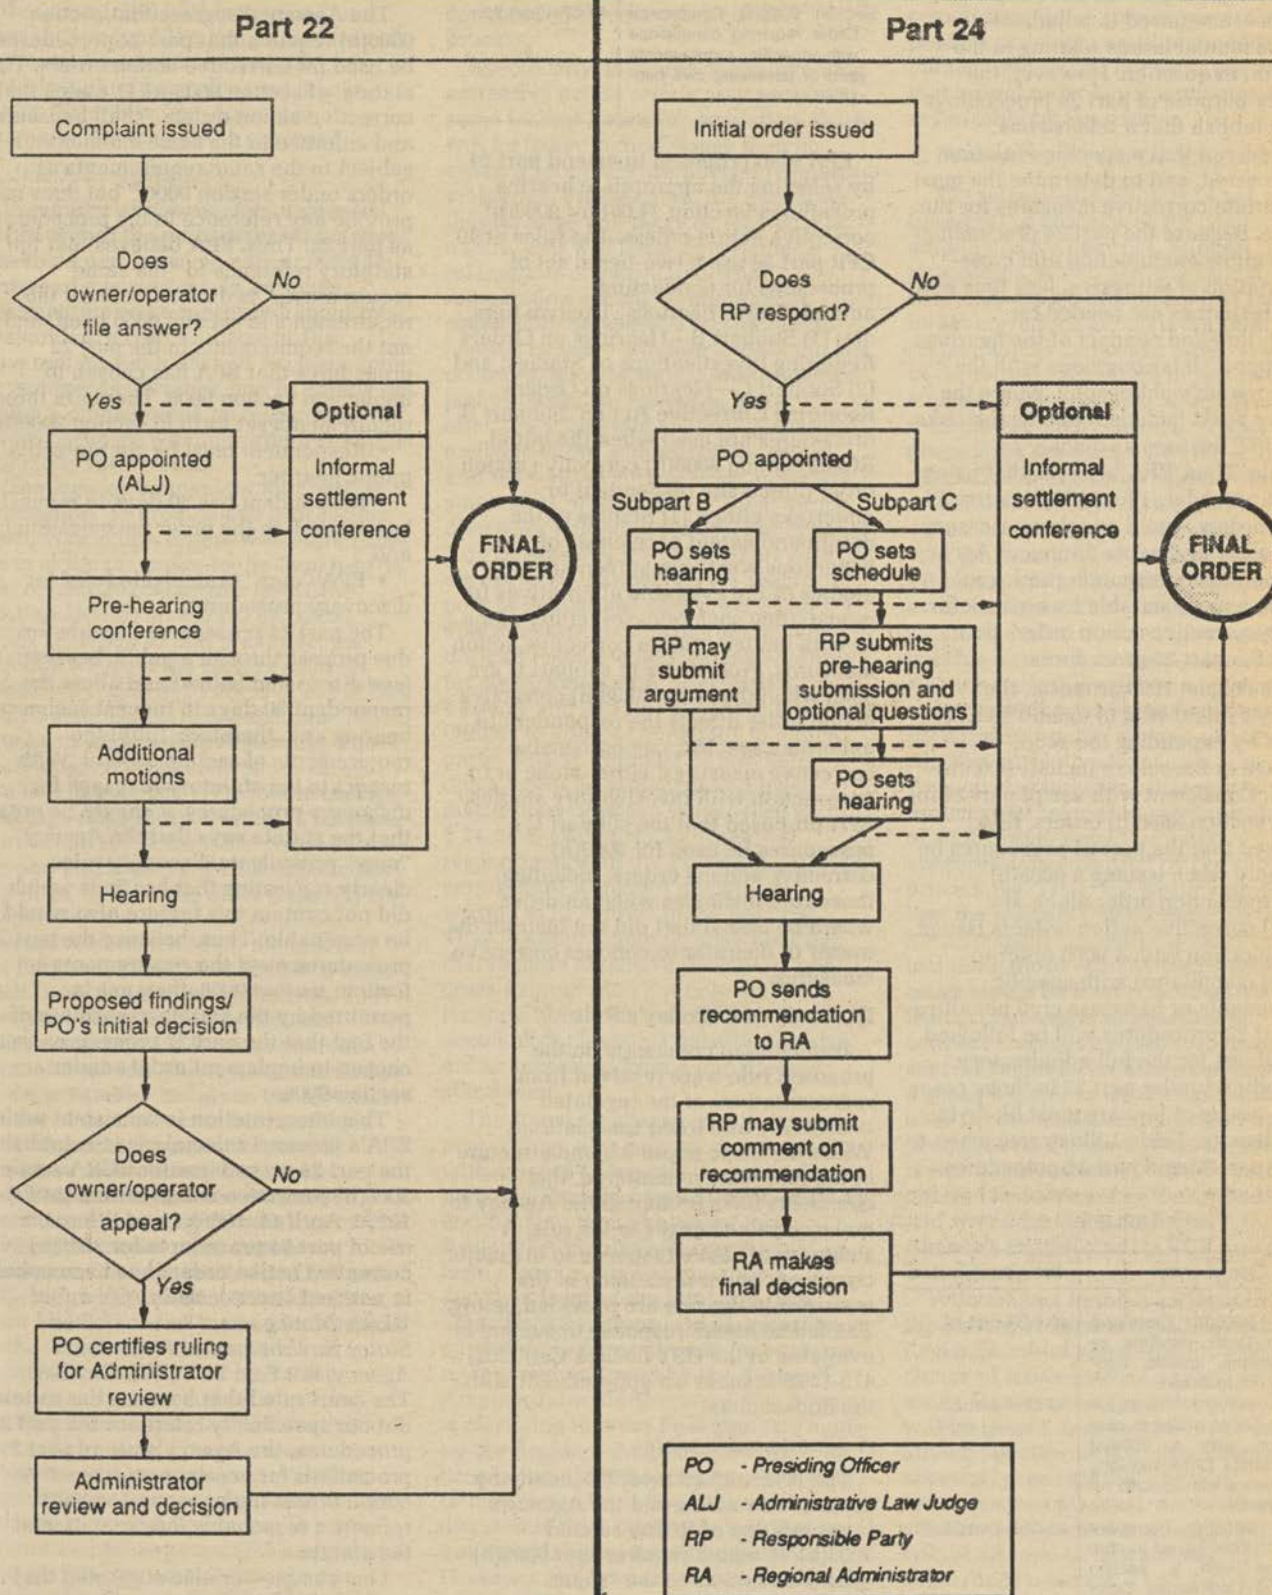 Part 22
Complaint issued
Does
owner/operator
file answer?
No
Yes
Optional
Informal
settlement
conference
PO appointed
(ALJ)
FINAL
ORDER
Pre-hearing
conference
Additional
motions
Hearing
Proposed findings/
PO's initial decision
Does
owner/operator
appeal?
No
Yes
PO certifies ruling
for Administrator
review
Administrator
review and decision
Part 24
Initial order issued
Does
RP respond?
No
Yes
Optional
Informal
settlement
conference
PO appointed
Subpart B
Subpart C
PO sets
hearing
PO sets
schedule
FINAL
ORDER
RP may
submit
argument
RP submits
pre-hearing
submission and
optional questions
PO sets
hearing
Hearing
PO sends
recommendation
to RA
RP may submit
comment on
recommendation
RA makes
final decision
PO - Presiding Officer
ALJ - Administrative Law Judge
RP - Responsible Party
RA - Regional Administrator